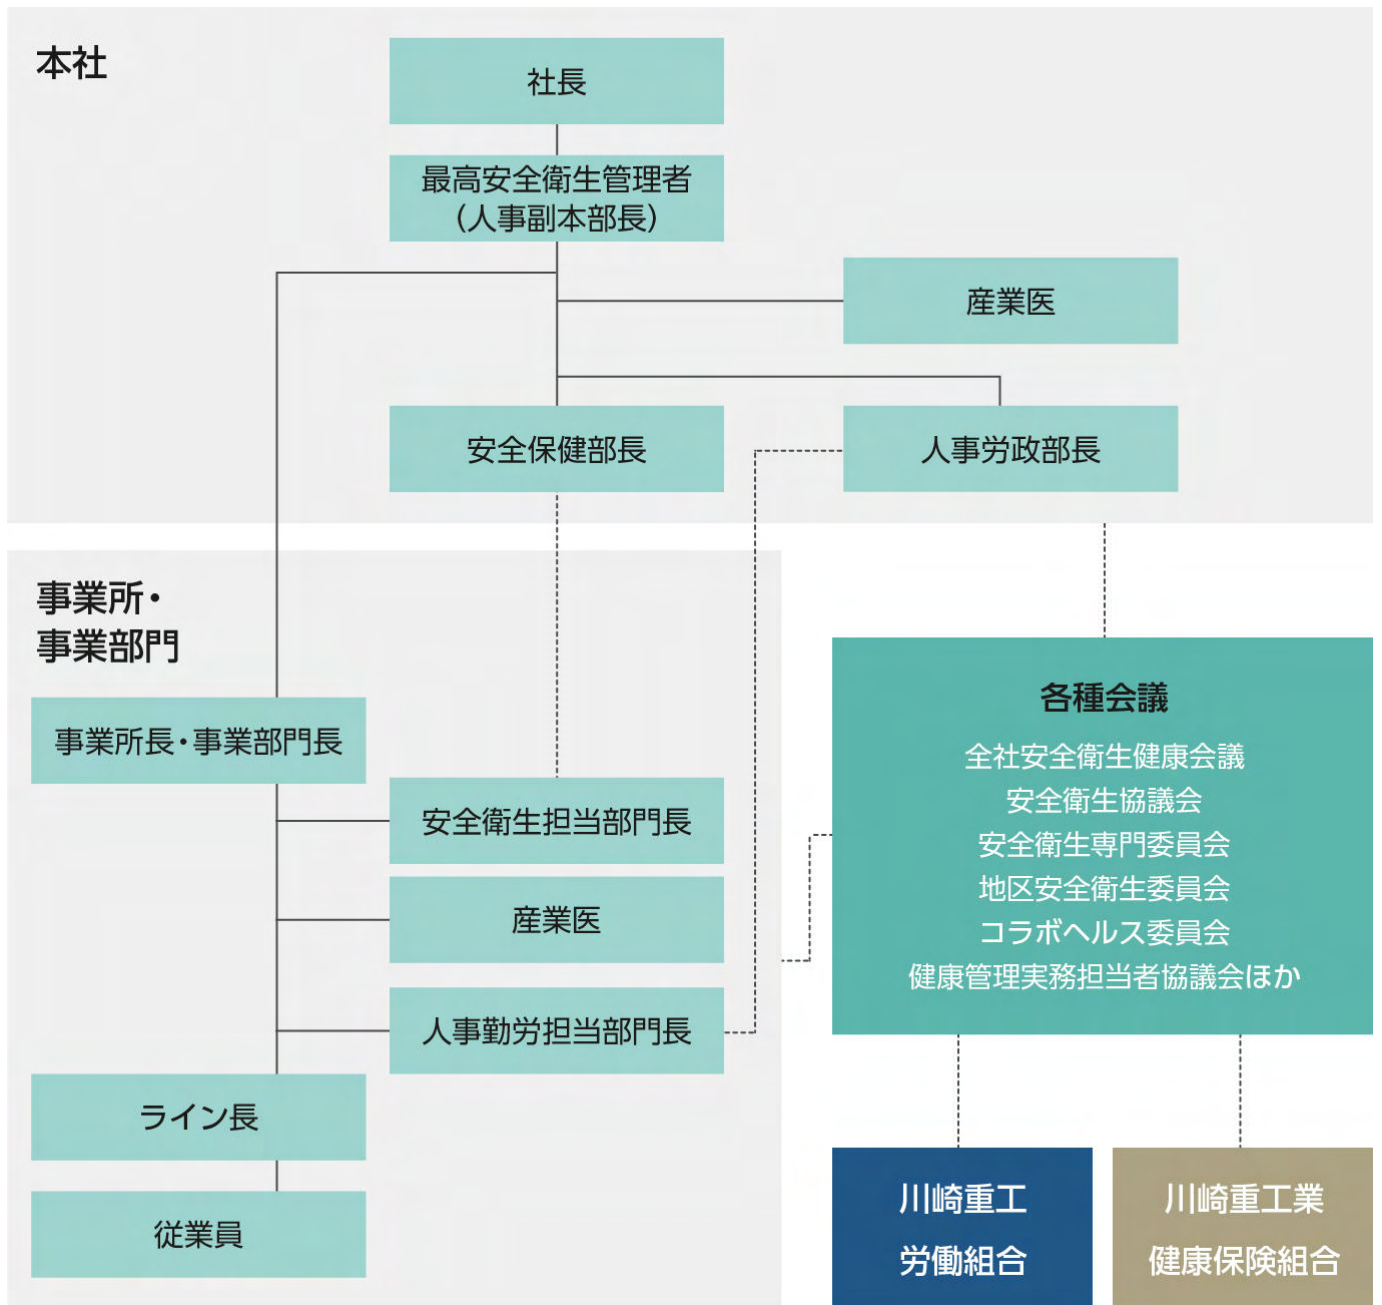 本社
社長
最高安全衛生管理者
（人事副本部長）
産業医
安全保健部長
人事労政部長
事業所・
事業部門
事業所長・事業部門長
安全衛生担当部門長
産業医
人事勤労担当部門長
ライン長
従業員
各種会議
全社安全衛生健康会議
安全衛生協議会
安全衛生専門委員会
地区安全衛生委員会
コラボヘルス委員会
健康管理実務担当者協議会ほか
川崎重工
労働組合
川崎重工業
健康保険組合